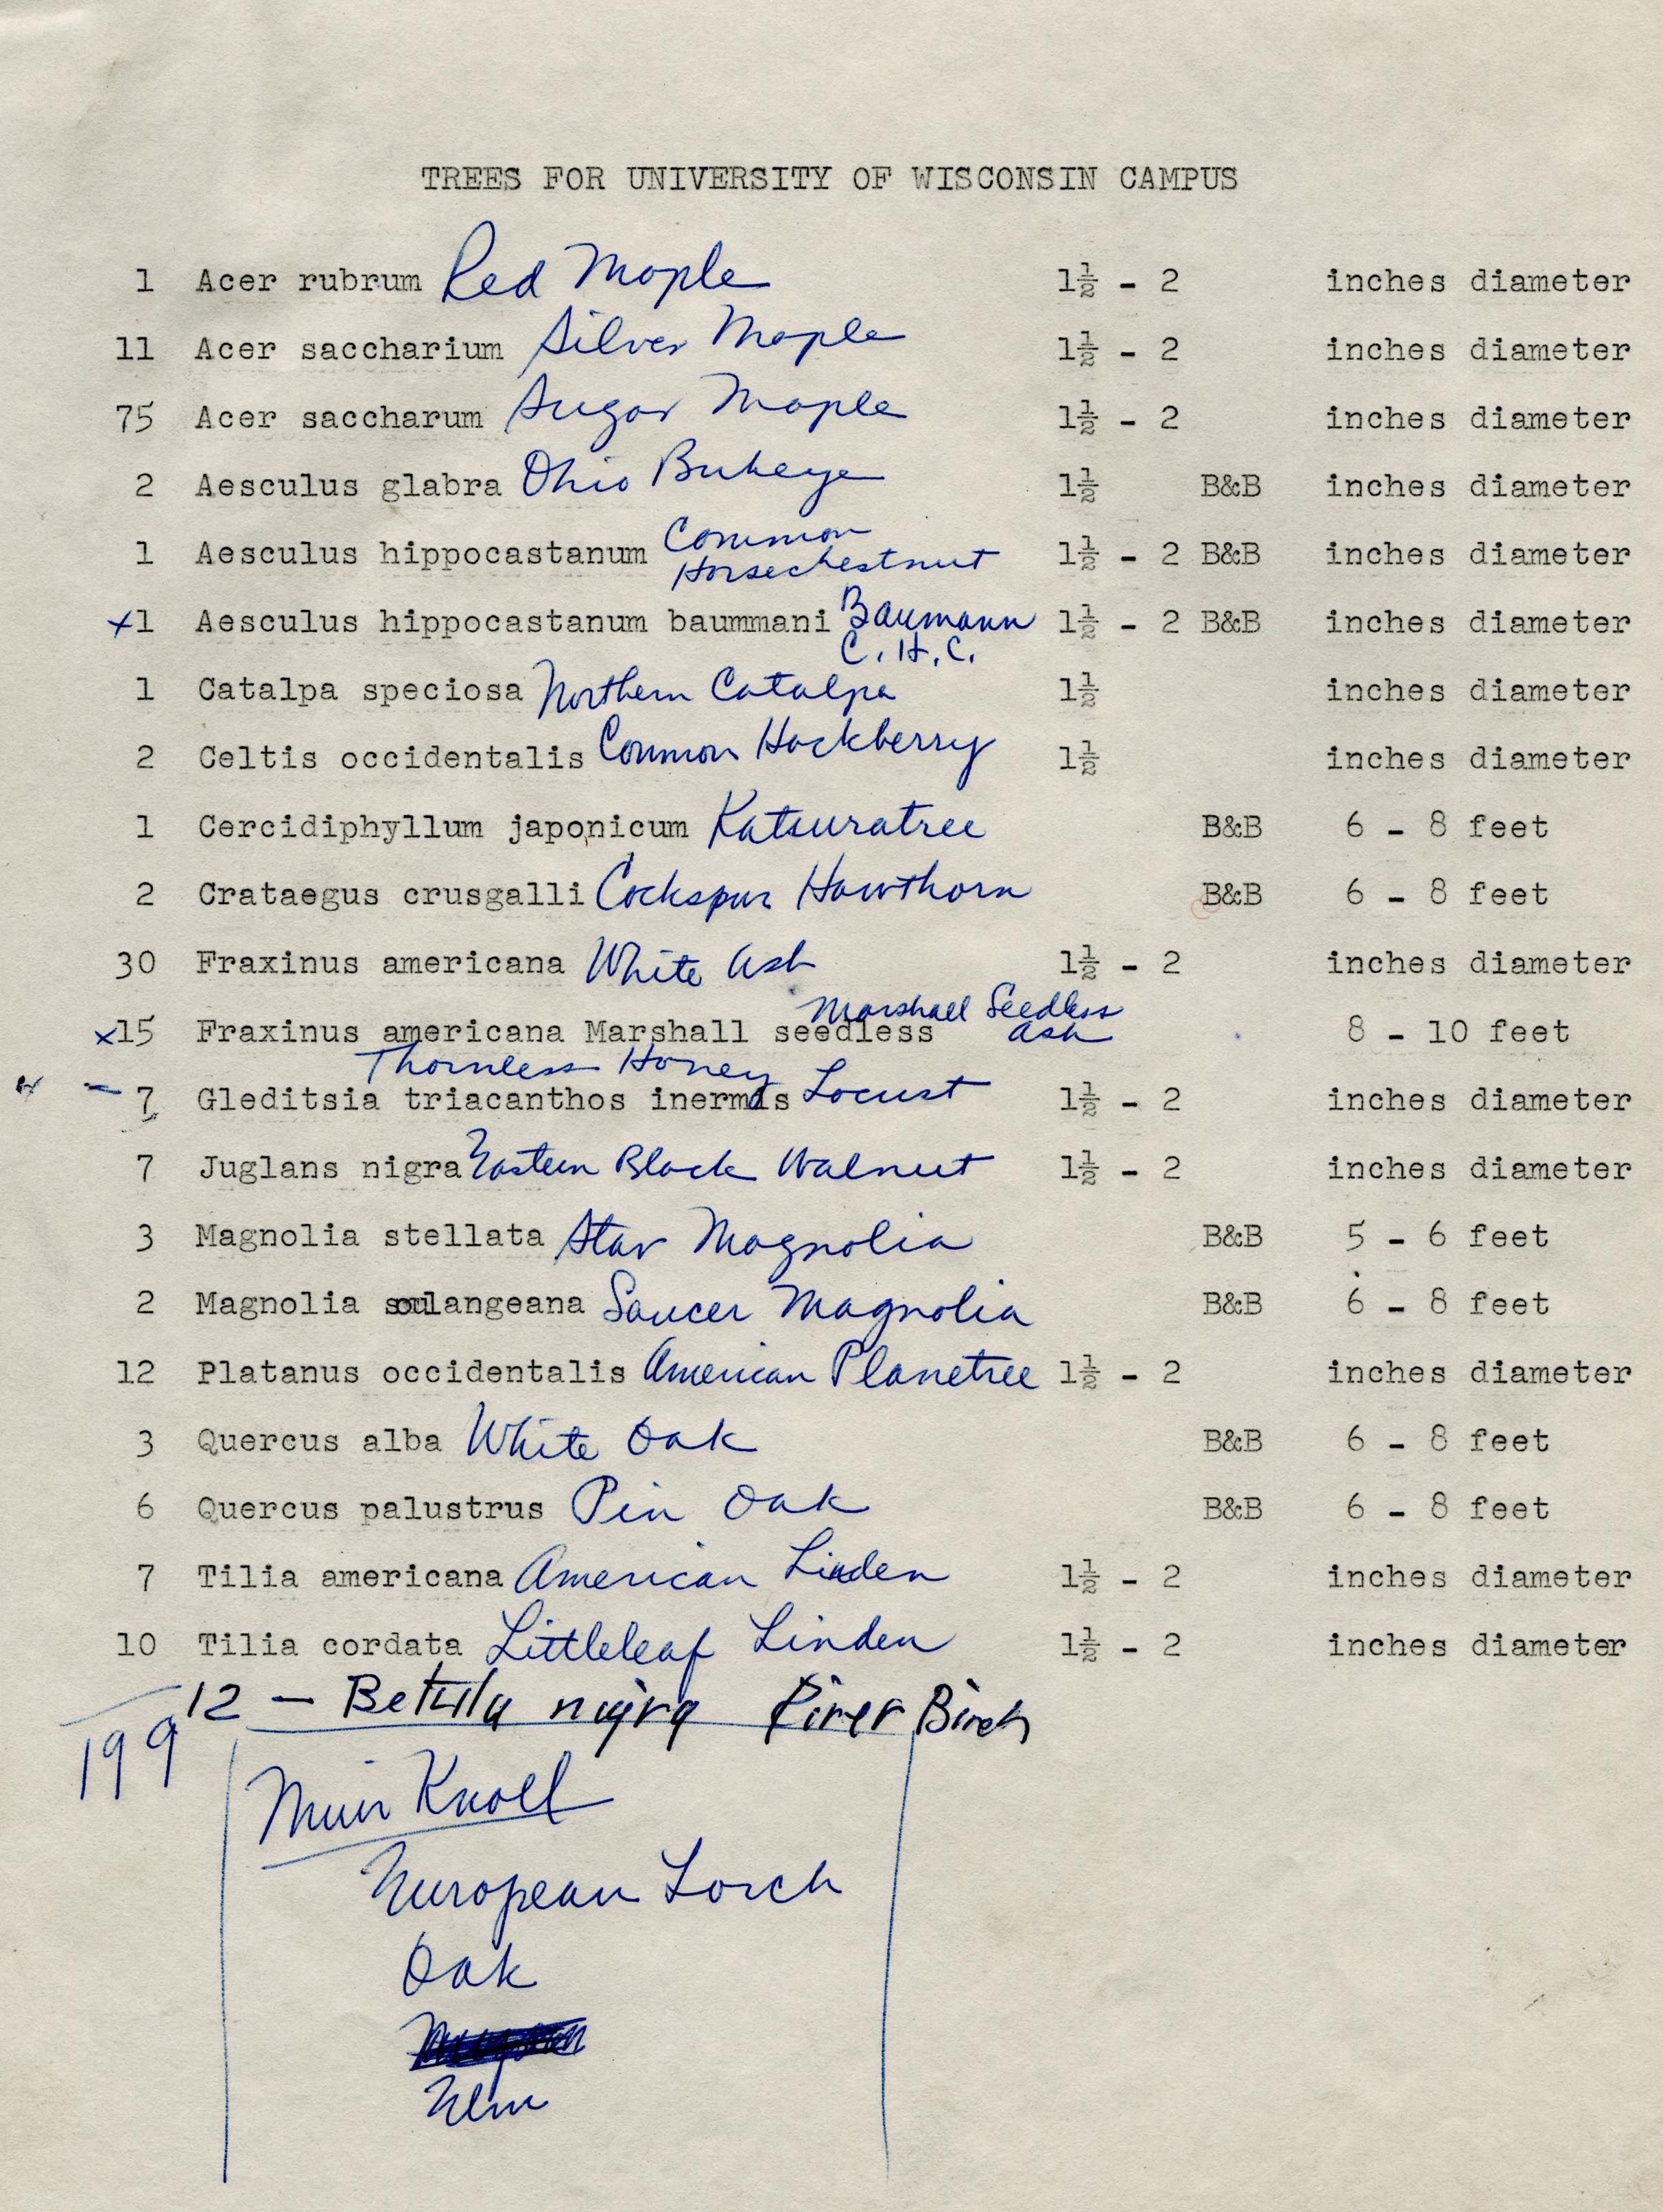 TREES FOR UNIVERSITY OF WISCONSIN CAMPUS
1 Acer rubrum Red Maple 1½ - 2 inches diameter
11 Acer saccharium Silver Maple 1½ - 2 inches diameter
75 Acer saccharum Sugar Maple 1½ - 2 inches diameter
2 Aesculus glabra Ohio Bukeye 1½ B&B inches diameter
1 Aesculus hippocastanum Common Horsechestnut 1½ - 2 B&B inches diameter
x1 Aesculus hippocastanum baummani Baumann C.H.C. 1½ - 2 B&B inches diameter
1 Catalpa speciosa Northern Catalpa 1½ inches diameter
2 Celtis occidentalis Common Hackberry 1½ inches diameter
1 Cercidiphyllum japonicum Katsuratree B&B 6 - 8 feet
2 Crataegus crusgalli Cockspur Hawthorn B&B 6 - 8 feet
30 Fraxinus americana White Ash 1½ - 2 inches diameter
x15 Fraxinus americana Marshall seedless Marshall Seedless Ash 8 - 10 feet
7 Gleditsia triacanthos inermis Thornless Honey Locust 1½ - 2 inches diameter
7 Juglans nigra Eastern Black Walnut 1½ - 2 inches diameter
3 Magnolia stellata Star Magnolia B&B 5 - 6 feet
2 Magnolia soulangeana Saucer Magnolia B&B 6 - 8 feet
12 Platanus occidentalis American Planetree 1½ - 2 inches diameter
3 Quercus alba White Oak B&B 6 - 8 feet
6 Quercus palustrus Pin Oak B&B 6 - 8 feet
7 Tilia americana American Linden 1½ - 2 inches diameter
10 Tilia cordata Littleleaf Linden 1½ - 2 inches diameter
12 - Betula nigra River Birch
199
Muir Knoll
European Larch
Oak
Elm